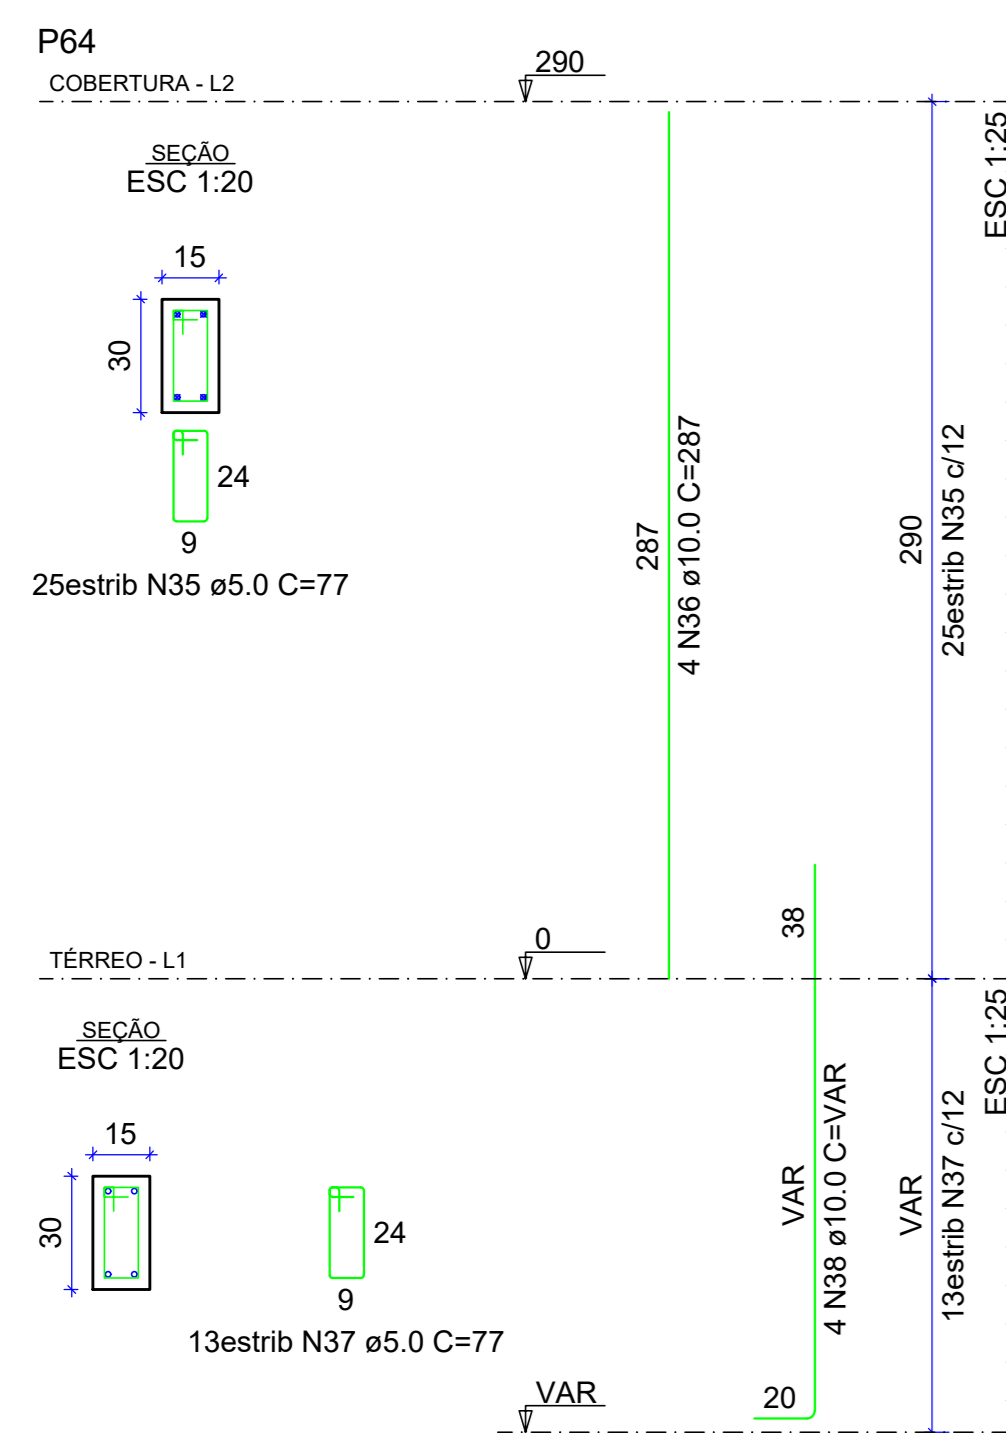 P64
COBERTURA - L2
290
SEÇÃO
ESC 1:20
ESC 1:25
15
30
24
9
25estrib N35 ø5.0 C=77
287
4 N36 ø10.0 C=287
290
25estrib N35 c/12
38
TÉRREO - L1
0
SEÇÃO
ESC 1:20
ESC 1:25
15
30
24
9
13estrib N37 ø5.0 C=77
VAR
4 N38 ø10.0 C=VAR
VAR
13estrib N37 c/12
20
VAR